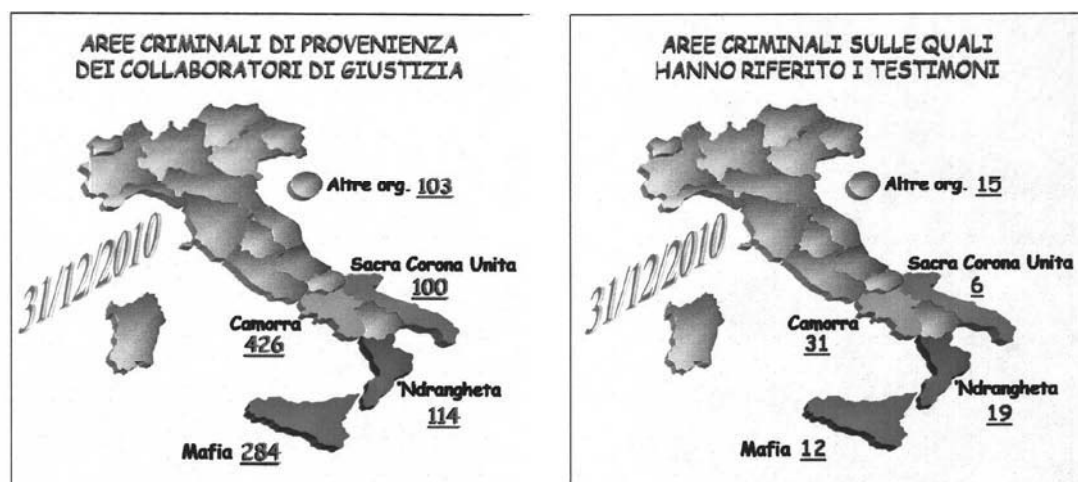 AREE CRIMINALI DI PROVENIENZA
DEI COLLABORATORI DI GIUSTIZIA
Altre org. 103
31/12/2010
Sacra Corona Unita
100
Camorra
426
'Ndrangheta
114
Mafia 284
AREE CRIMINALI SULLE QUALI
HANNO RIFERITO I TESTIMONI
Altre org. 15
31/12/2010
Sacra Corona Unita
6
Camorra
31
'Ndrangheta
19
Mafia 12